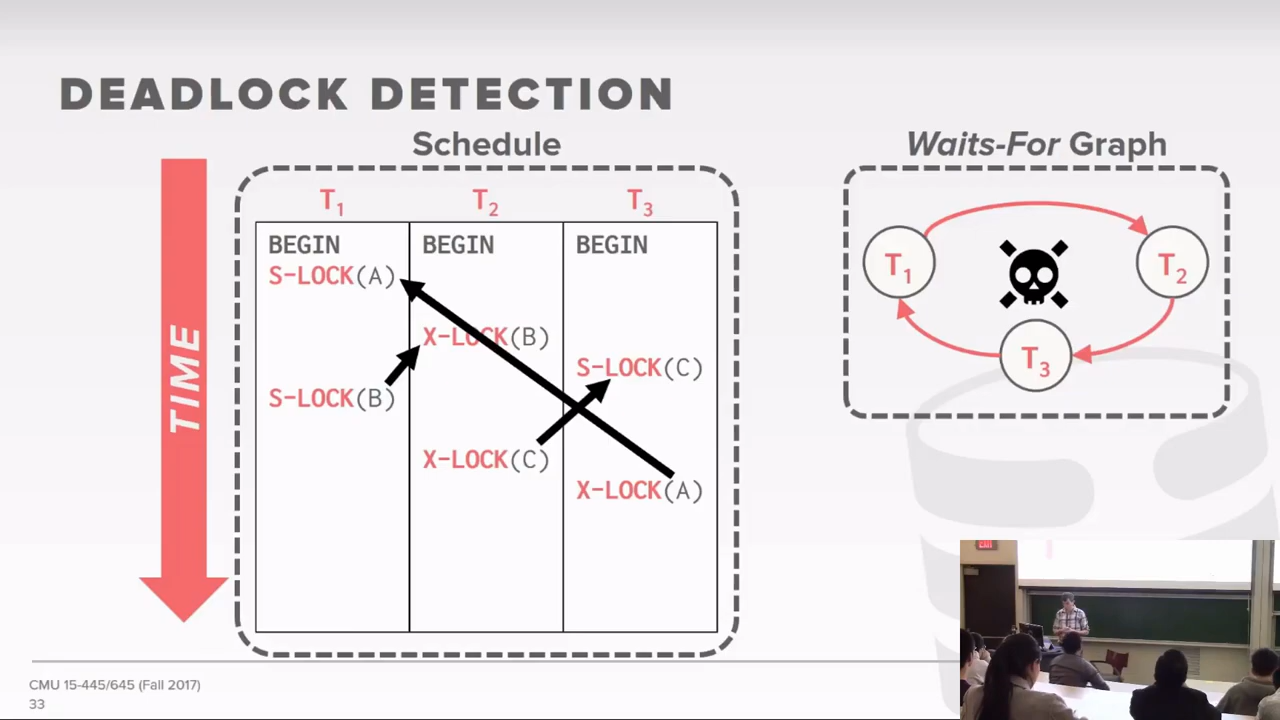 DEADLOCK DETECTION
Schedule
Waits-For Graph
TIME
T1 T2 T3
BEGIN BEGIN BEGIN
S-LOCK(A)
X-LOCK(B)
S-LOCK(C)
S-LOCK(B)
X-LOCK(C)
X-LOCK(A)
T1
T2
T3
CMU 15-445/645 (Fall 2017)
33
EXIT